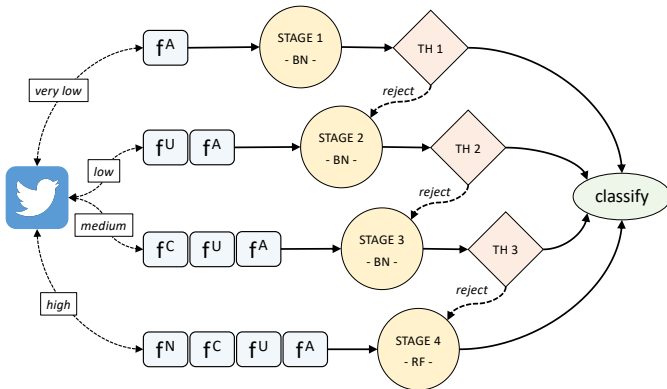 f^A
STAGE 1
- BN -
TH 1
very low
reject
f^U f^A
STAGE 2
- BN -
TH 2
low
reject
classify
medium
f^C f^U f^A
STAGE 3
- BN -
TH 3
high
reject
f^N f^C f^U f^A
STAGE 4
- RF -